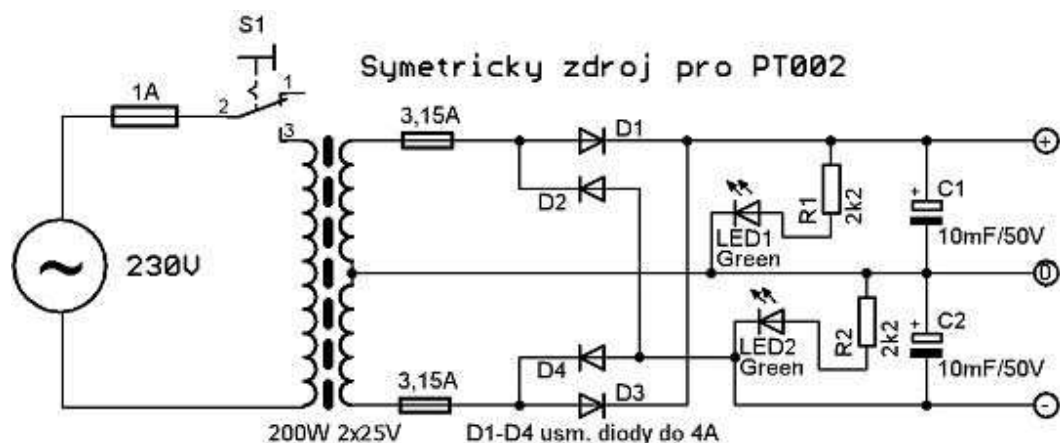 S1
Symetricky zdroj pro PT002
1A
2
1
3
3,15A
D1
D2
R1
2k2
C1
+
+
LED1
Green
10mF/50V
230V
0
R2
2k2
C2
+
LED2
Green
D4
3,15A
D3
10mF/50V
-
200W 2x25V
D1-D4 usm. diody do 4A